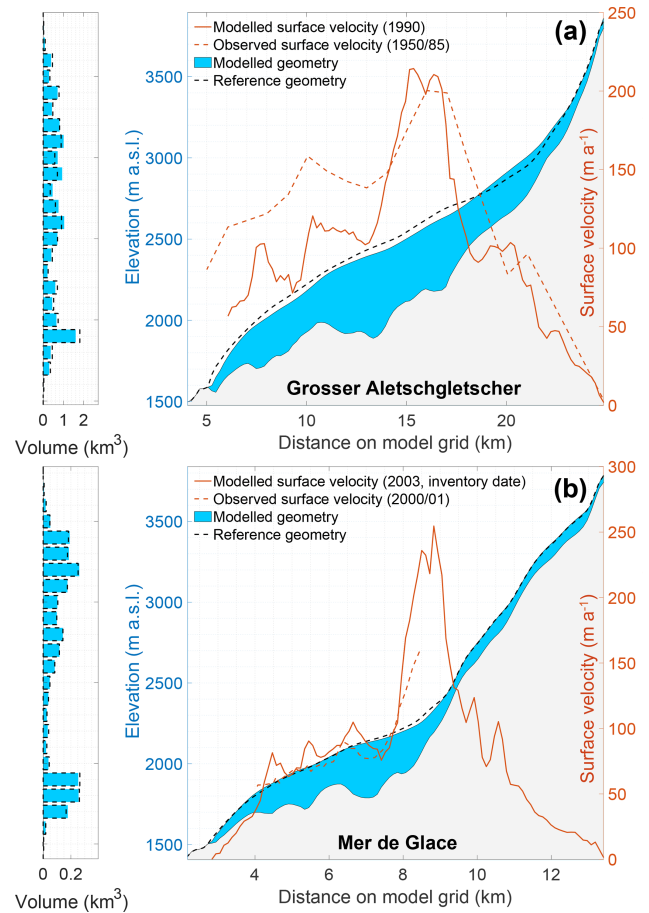 Modelled surface velocity (1990)
Observed surface velocity (1950/85)
Modelled geometry
Reference geometry
(a)
3500
3000
2500
2000
1500
Elevation (m a.s.l.)
250
200
150
100
50
0
Surface velocity (m a⁻¹)
Grosser Aletschgletscher
0 1 2
Volume (km³)
5 10 15 20
Distance on model grid (km)
Modelled surface velocity (2003, inventory date)
Observed surface velocity (2000/01)
Modelled geometry
Reference geometry
(b)
3500
3000
2500
2000
1500
Elevation (m a.s.l.)
300
250
200
150
100
50
0
Surface velocity (m a⁻¹)
Mer de Glace
0 0.2
Volume (km³)
4 6 8 10 12
Distance on model grid (km)